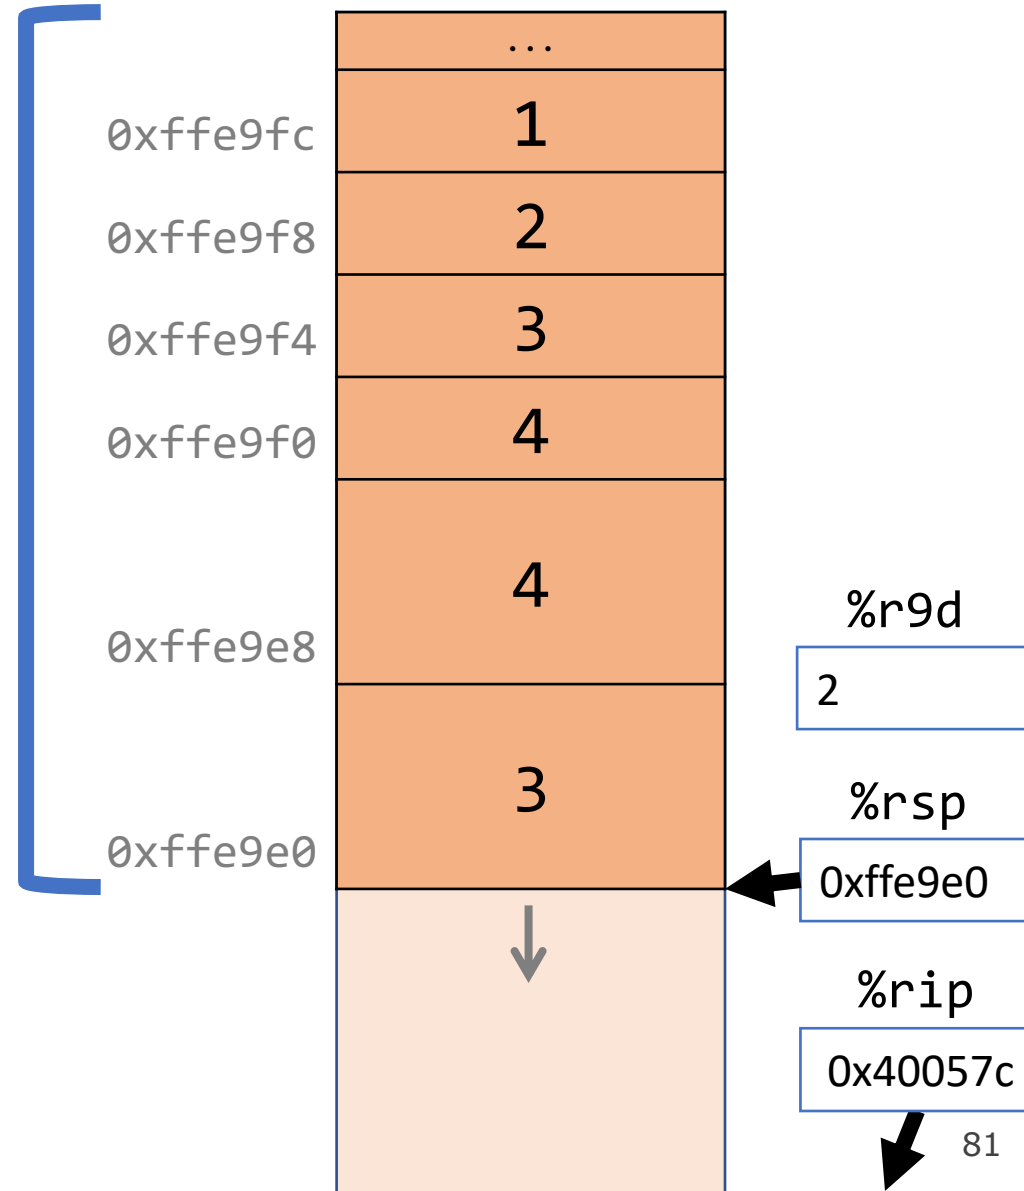 ...
0xffe9fc 1
0xffe9f8 2
0xffe9f4 3
0xffe9f0 4
4
0xffe9e8
3
0xffe9e0
%r9d
2
%rsp
0xffe9e0
%rip
0x40057c
81